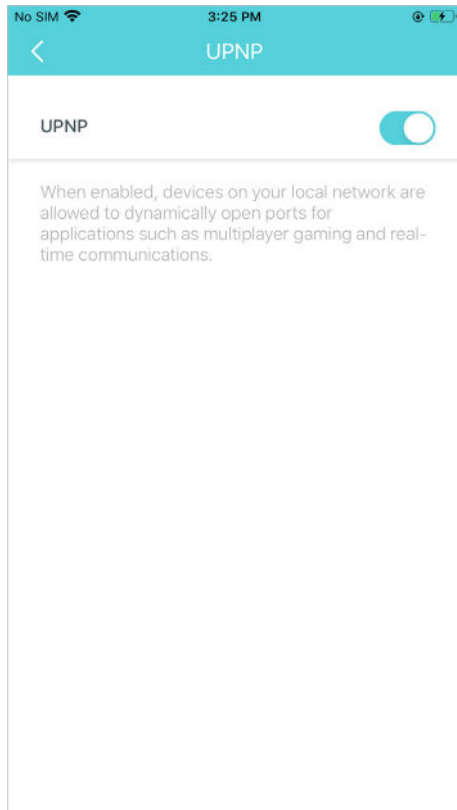 No SIM 3:25 PM
UPNP
UPNP
When enabled, devices on your local network are
allowed to dynamically open ports for
applications such as multiplayer gaming and real-
time communications.